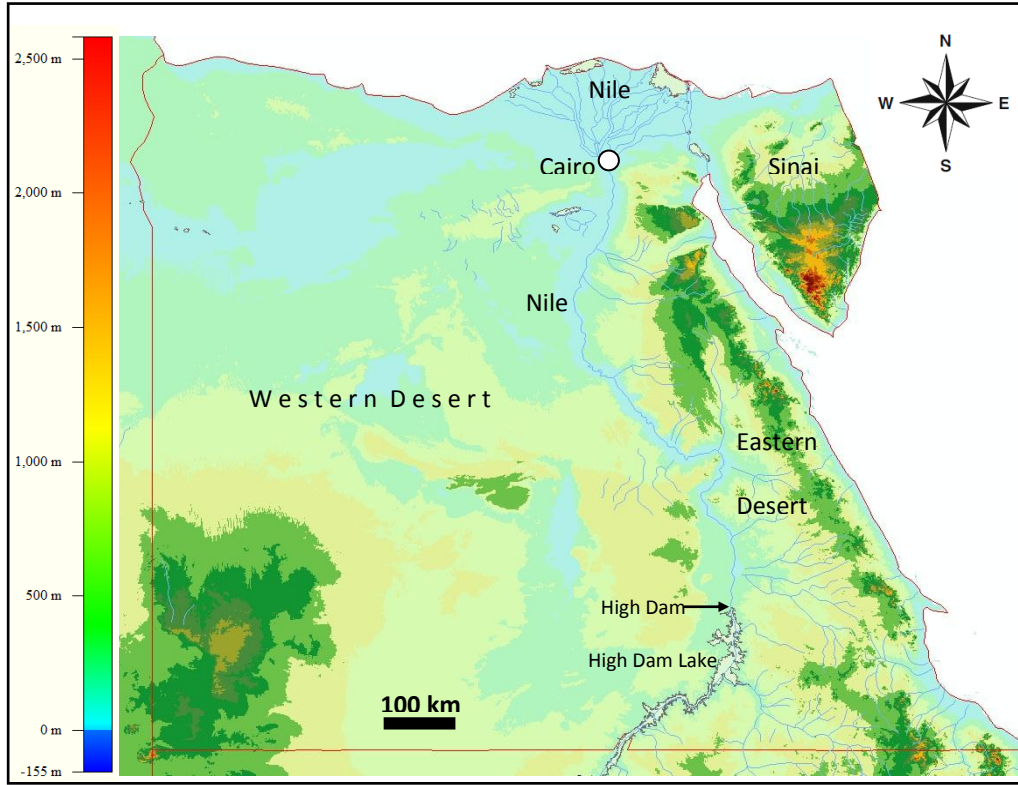 2,500 m
2,000 m
1,500 m
1,000 m
500 m
0 m
-155 m
N
W E
S
Nile
Cairo
Sinai
Nile
Western Desert
Eastern
Desert
High Dam
High Dam Lake
100 km